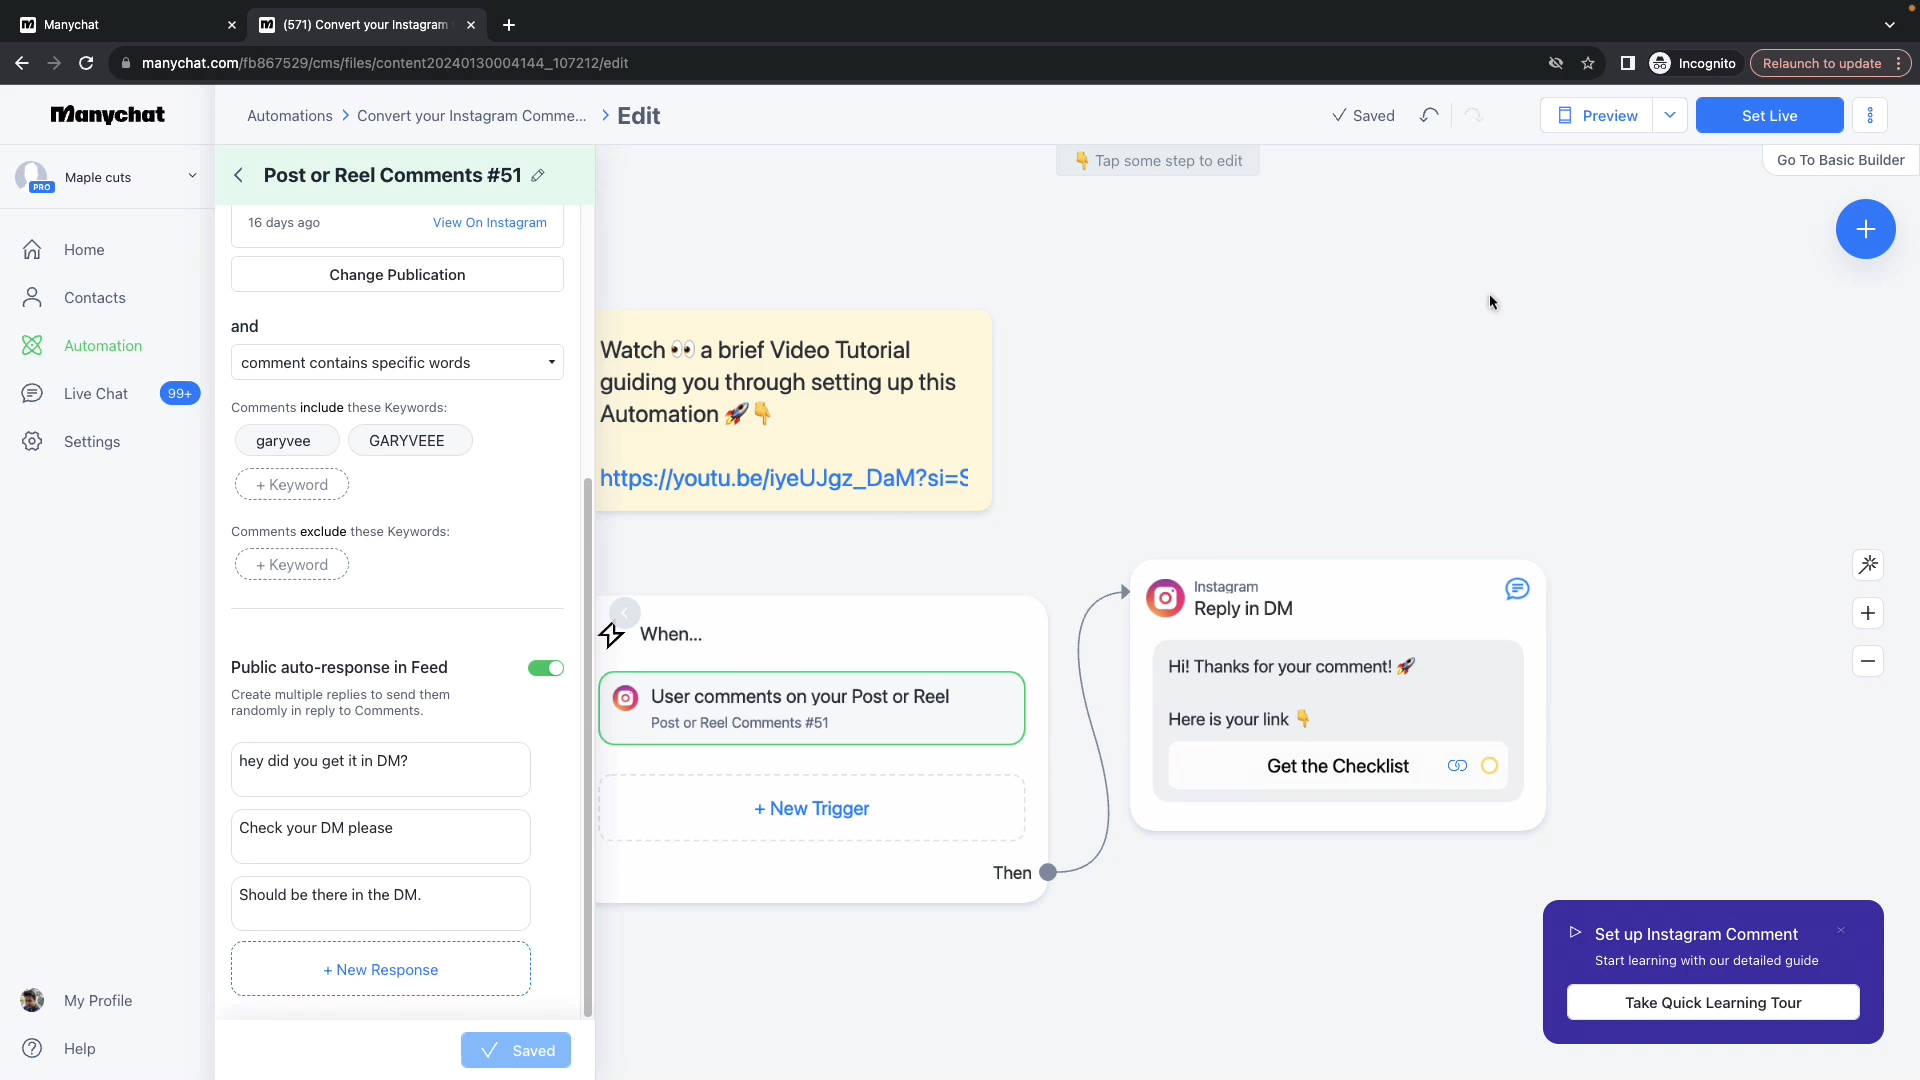 Manychat
(571) Convert your Instagram
manychat.com/fb867529/cms/files/content20240130004144_107212/edit
Incognito
Relaunch to update
Manychat
Automations > Convert your Instagram Comme... > Edit
Saved
Preview
Set Live
PRO
Maple cuts
Post or Reel Comments #51
👇 Tap some step to edit
Go To Basic Builder
Home
Contacts
Automation
Live Chat 99+
Settings
My Profile
Help
16 days ago View On Instagram
Change Publication
and
comment contains specific words
Comments include these Keywords:
garyvee GARYVEEE
+ Keyword
Comments exclude these Keywords:
+ Keyword
Public auto-response in Feed
Create multiple replies to send them
randomly in reply to Comments.
hey did you get it in DM?
Check your DM please
Should be there in the DM.
+ New Response
Saved
Watch 👀 a brief Video Tutorial
guiding you through setting up this
Automation 🚀👇
https://youtu.be/iyeUJgz_DaM?si=S
When...
User comments on your Post or Reel
Post or Reel Comments #51
+ New Trigger
Then
Instagram
Reply in DM
Hi! Thanks for your comment! 🚀
Here is your link 👇
Get the Checklist
Set up Instagram Comment
Start learning with our detailed guide
Take Quick Learning Tour